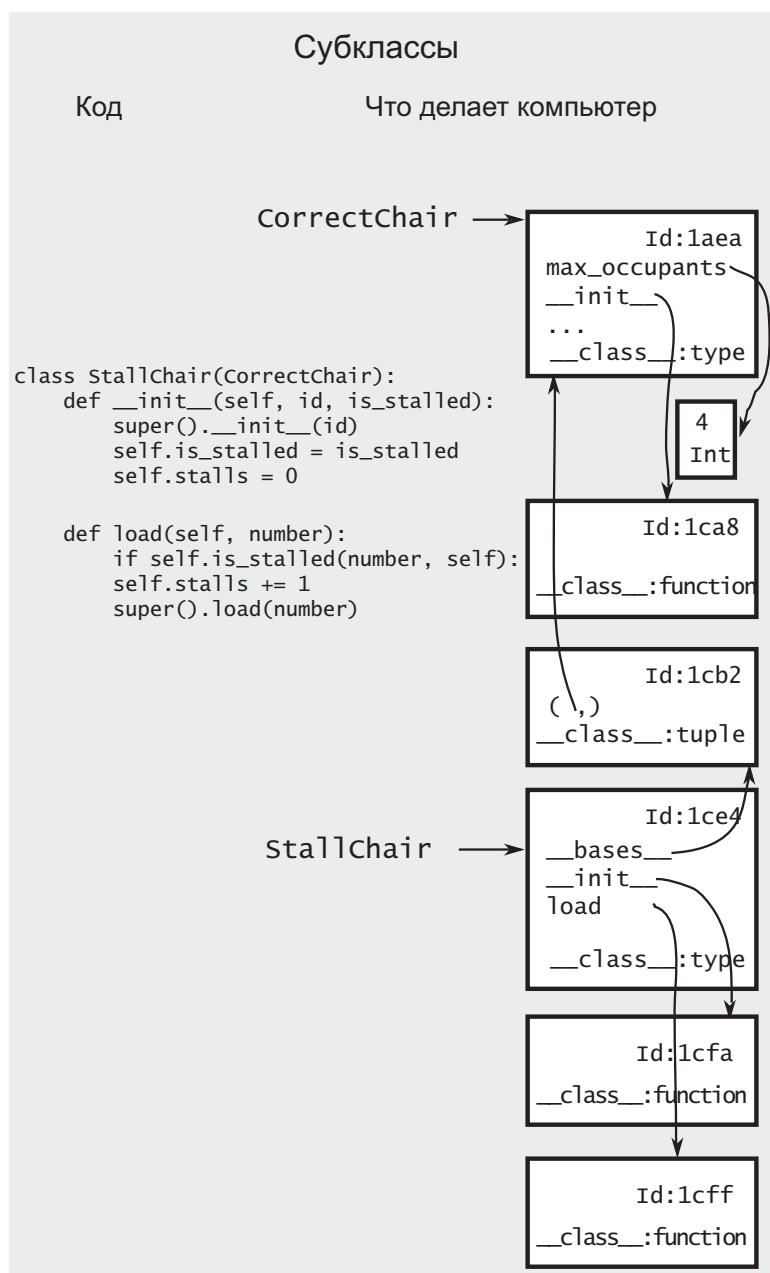 Субклассы
Код Что делает компьютер
CorrectChair
Id:1aea
max_occupants
__init__
...
__class__:type
class StallChair(CorrectChair):
def __init__(self, id, is_stalled):
super().__init__(id)
self.is_stalled = is_stalled
self.stalls = 0
def load(self, number):
if self.is_stalled(number, self):
self.stalls += 1
super().load(number)
4
Int
Id:1ca8
__class__:function
Id:1cb2
( ,)
__class__:tuple
StallChair
Id:1ce4
__bases__
__init__
load
__class__:type
Id:1cfa
__class__:function
Id:1cff
__class__:function